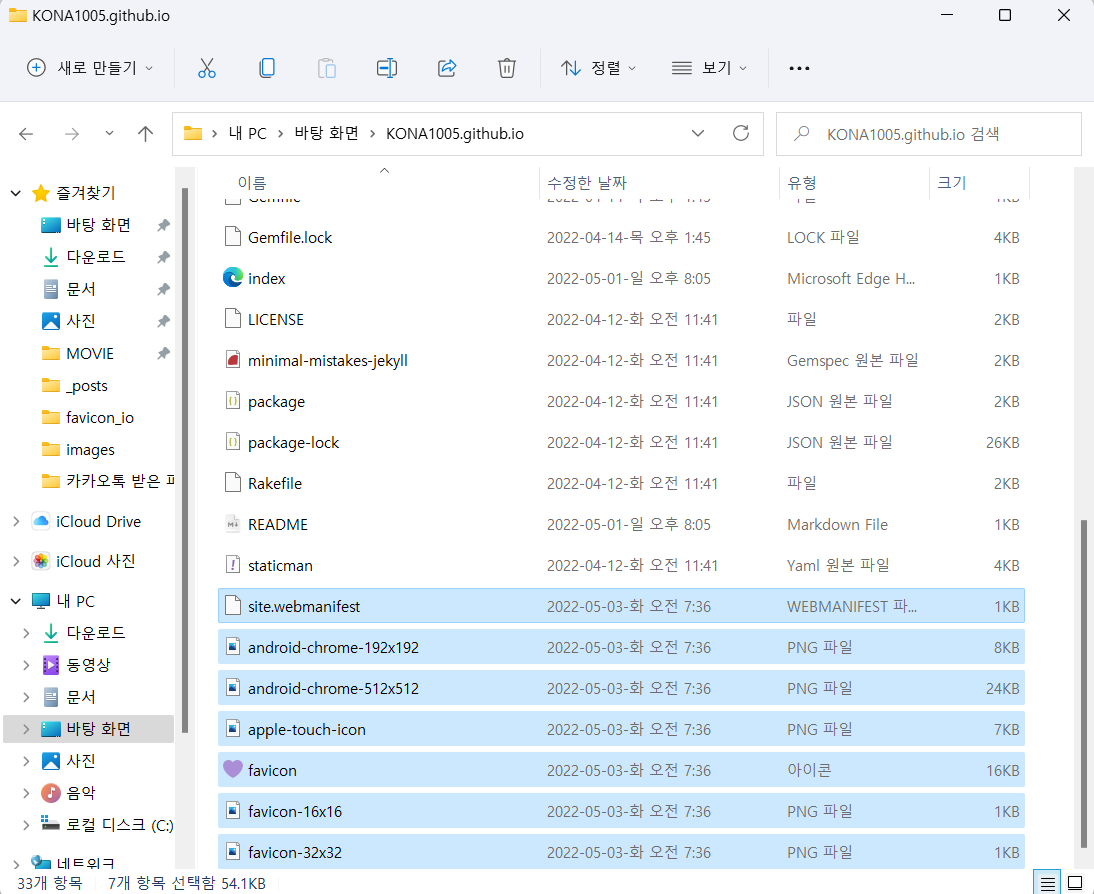 KONA1005.github.io
새로 만들기 정렬 보기
내 PC 바탕 화면 KONA1005.github.io KONA1005.github.io 검색
이름 수정한 날짜 유형 크기
Gemfile 1KB
Gemfile.lock 2022-04-14-목 오후 1:45 LOCK 파일 4KB
index 2022-05-01-일 오후 8:05 Microsoft Edge H... 1KB
LICENSE 2022-04-12-화 오전 11:41 파일 2KB
minimal-mistakes-jekyll 2022-04-12-화 오전 11:41 Gemspec 원본 파일 2KB
package 2022-04-12-화 오전 11:41 JSON 원본 파일 2KB
package-lock 2022-04-12-화 오전 11:41 JSON 원본 파일 26KB
Rakefile 2022-04-12-화 오전 11:41 파일 2KB
README 2022-05-01-일 오후 8:05 Markdown File 1KB
staticman 2022-04-12-화 오전 11:41 Yaml 원본 파일 4KB
site.webmanifest 2022-05-03-화 오전 7:36 WEBMANIFEST 파... 1KB
android-chrome-192x192 2022-05-03-화 오전 7:36 PNG 파일 8KB
android-chrome-512x512 2022-05-03-화 오전 7:36 PNG 파일 24KB
apple-touch-icon 2022-05-03-화 오전 7:36 PNG 파일 7KB
favicon 2022-05-03-화 오전 7:36 아이콘 16KB
favicon-16x16 2022-05-03-화 오전 7:36 PNG 파일 1KB
favicon-32x32 2022-05-03-화 오전 7:36 PNG 파일 2KB
즐겨찾기
바탕 화면
다운로드
문서
사진
MOVIE
_posts
favicon_io
images
카카오톡 받은
iCloud Drive
iCloud 사진
내 PC
다운로드
동영상
문서
바탕 화면
사진
음악
로컬 디스크 (C:)
네트워크
33개 항목 7개 항목 선택함 54.1KB